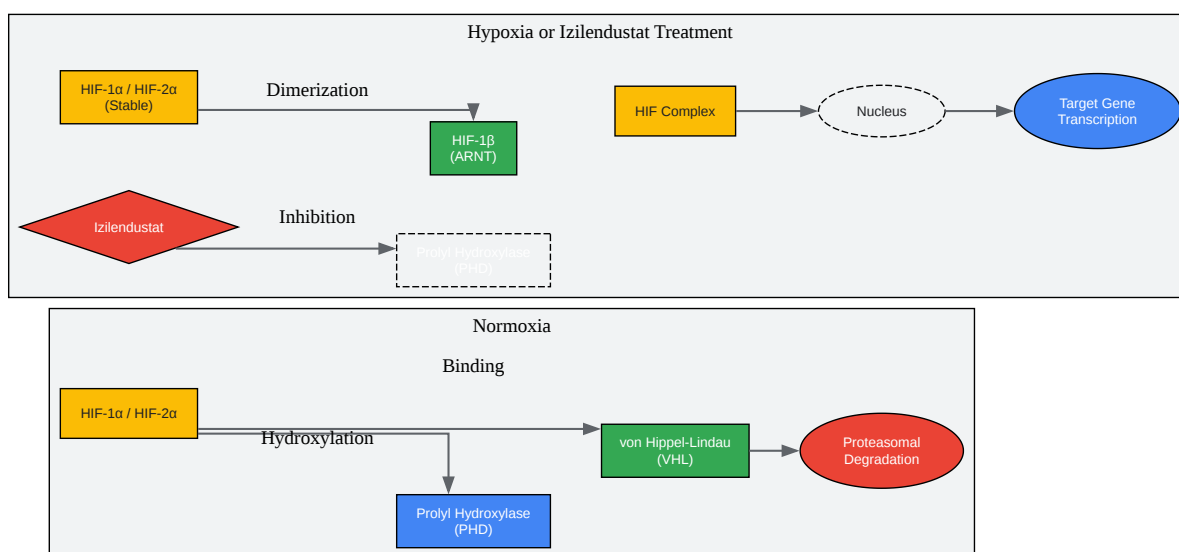 Hypoxia or Izilendustat Treatment
HIF-1α / HIF-2α
(Stable)
Dimerization
HIF-1β
(ARNT)
HIF Complex
Nucleus
Target Gene
Transcription
Izilendustat
Inhibition
Prolyl Hydroxylase
(PHD)
Normoxia
Binding
HIF-1α / HIF-2α
Hydroxylation
von Hippel-Lindau
(VHL)
Proteasomal
Degradation
Prolyl Hydroxylase
(PHD)